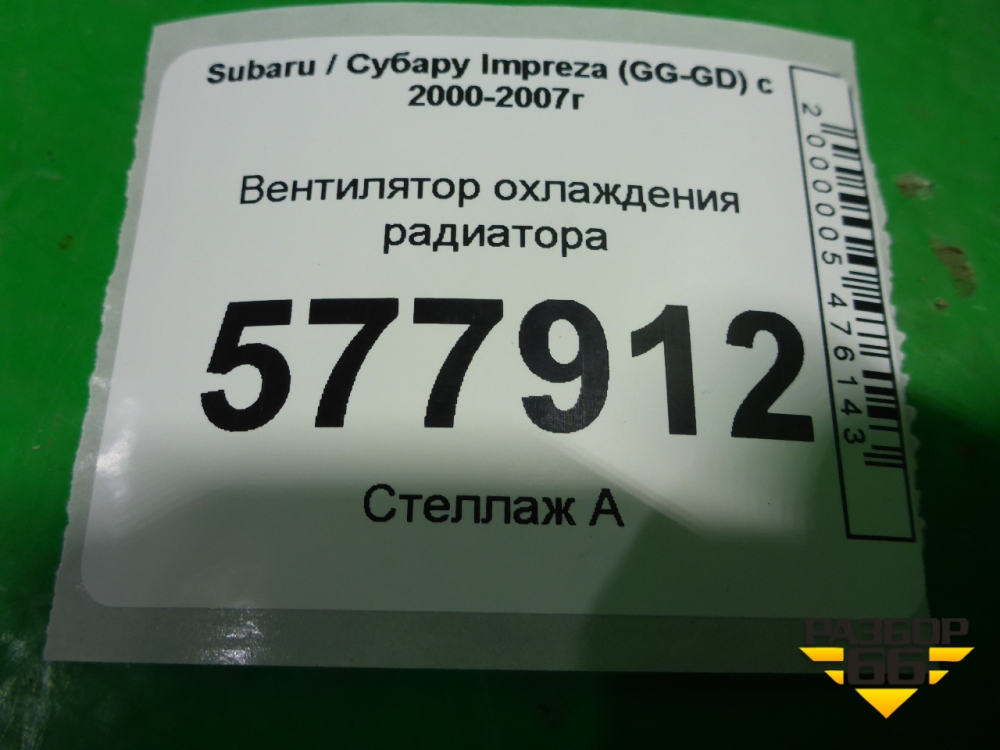 Subaru / Субару Impreza (GG-GD) с
2000-2007г
Вентилятор охлаждения
радиатора
577912
Стеллаж А
2000005476143
РАЗБОР
66